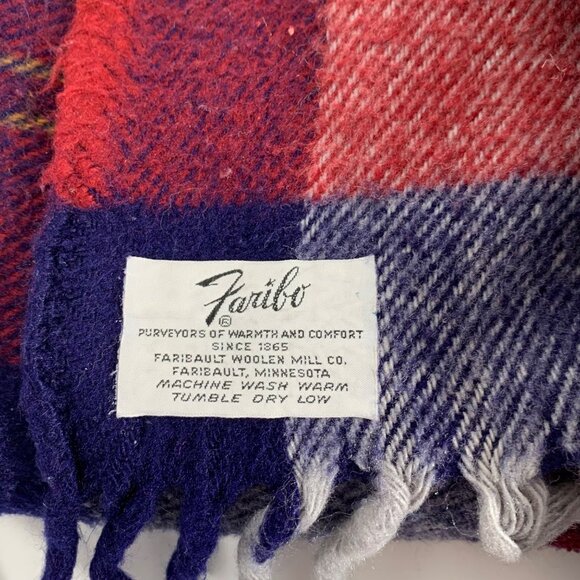 Faribo
®
PURVEYORS OF WARMTH AND COMFORT
SINCE 1865
FARIBAULT WOOLEN MILL CO.
FARIBAULT, MINNESOTA
MACHINE WASH WARM
TUMBLE DRY LOW